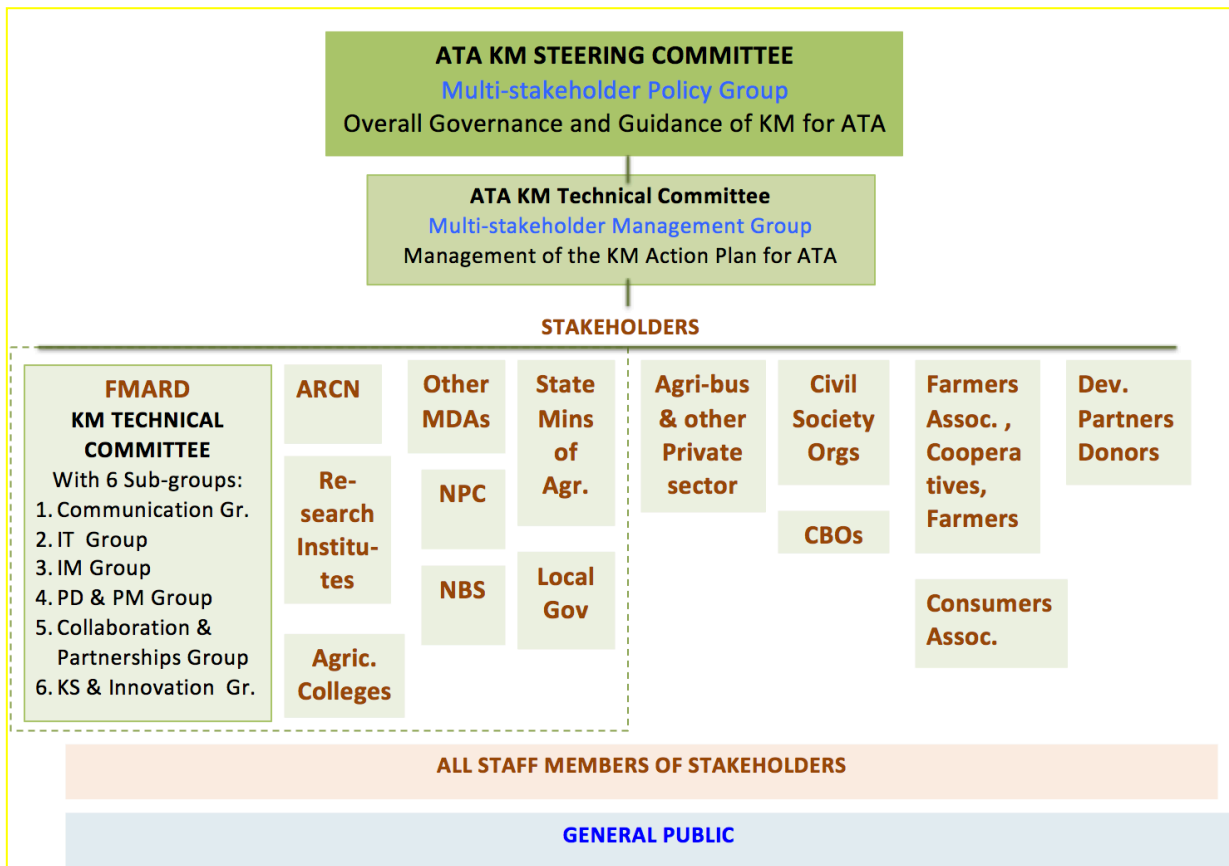 ATA KM STEERING COMMITTEE
Multi-stakeholder Policy Group
Overall Governance and Guidance of KM for ATA
ATA KM Technical Committee
Multi-stakeholder Management Group
Management of the KM Action Plan for ATA
STAKEHOLDERS
FMARD
KM TECHNICAL
COMMITTEE
With 6 Sub-groups:
1. Communication Gr.
2. IT Group
3. IM Group
4. PD & PM Group
5. Collaboration &
Partnerships Group
6. KS & Innovation Gr.
ARCN
Re-
search
Institu-
tes
Agric.
Colleges
Other
MDAs
NPC
NBS
State
Mins
of
Agr.
Local
Gov
Agri-bus
& other
Private
sector
Civil
Society
Orgs
CBOs
Farmers
Assoc. ,
Coopera
tives,
Farmers
Consumers
Assoc.
Dev.
Partners
Donors
ALL STAFF MEMBERS OF STAKEHOLDERS
GENERAL PUBLIC